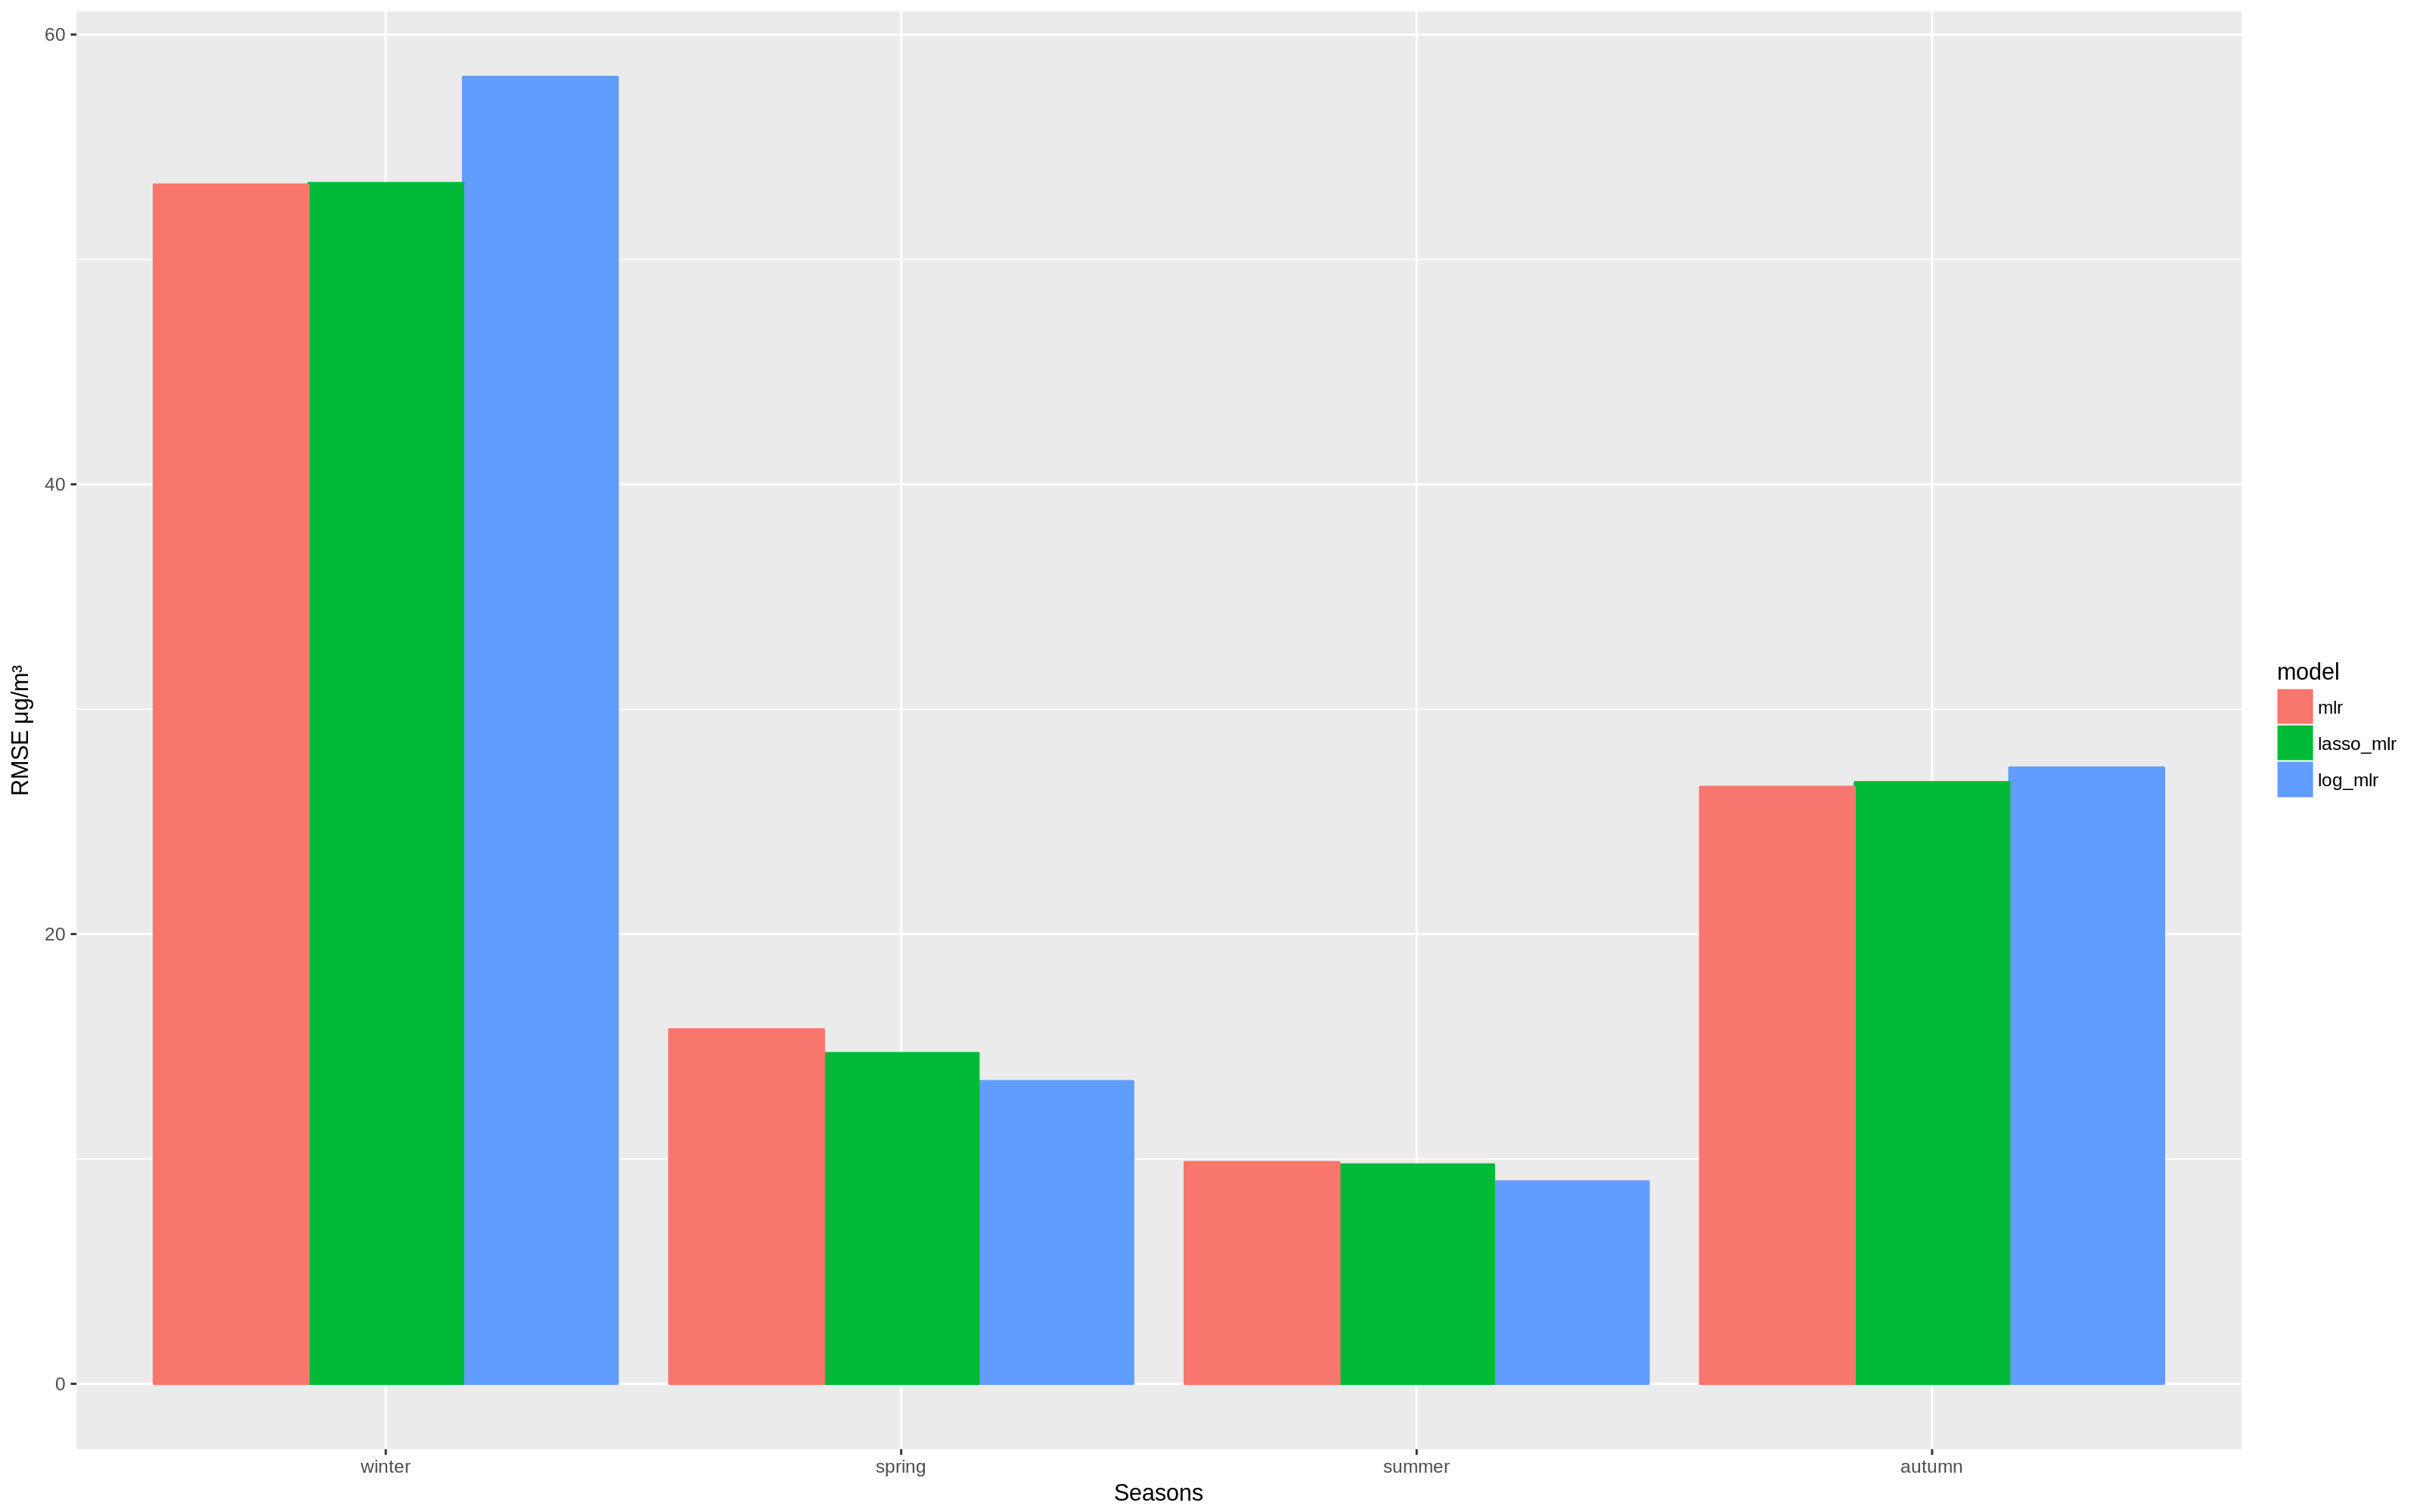 60
40
20
0
RMSE μg/m³
winter
spring
summer
autumn
Seasons
model
mlr
lasso_mlr
log_mlr